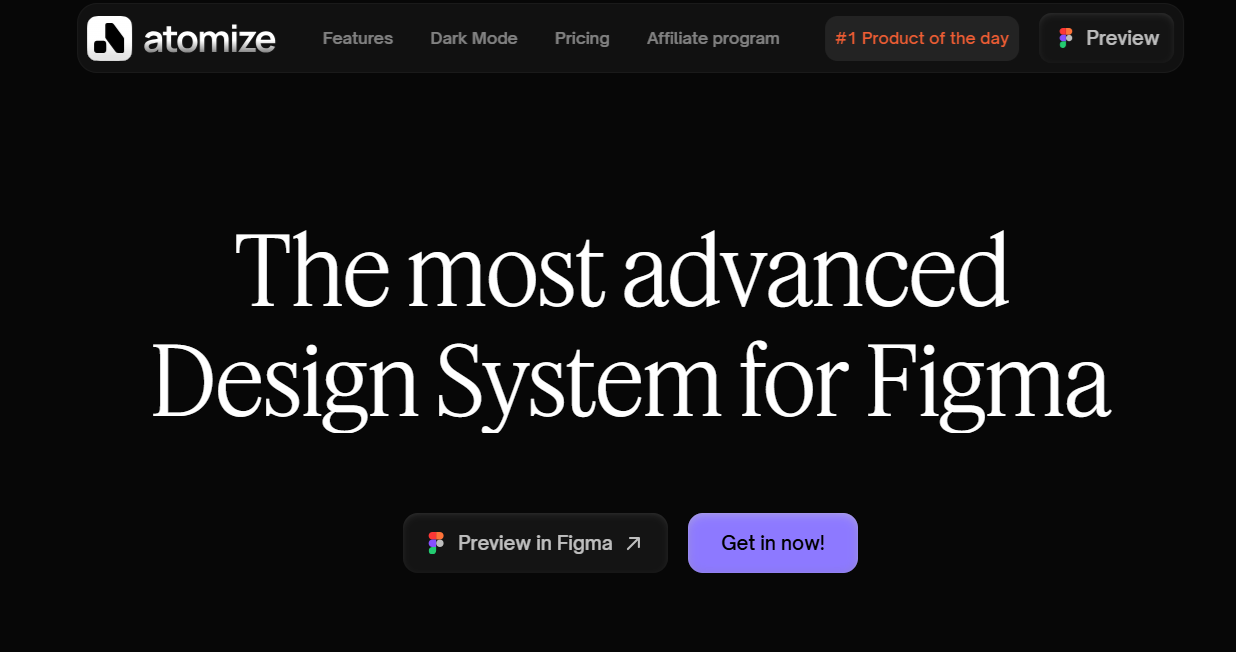 atomize Features Dark Mode Pricing Affiliate program #1 Product of the day Preview
The most advanced
Design System for Figma
Preview in Figma Get in now!